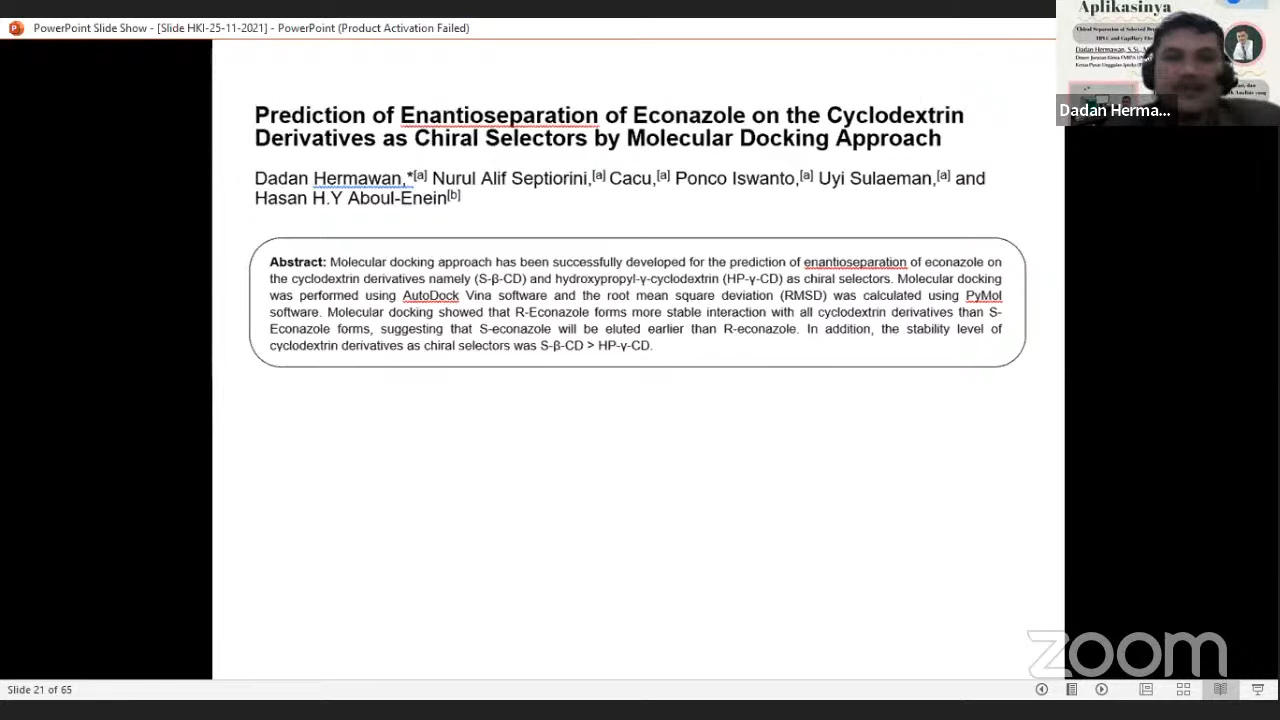 PowerPoint Slide Show - [Slide HKI-25-11-2021] - PowerPoint (Product Activation Failed)
Aplikasinya
Dadan Herma...
Prediction of Enantioseparation of Econazole on the Cyclodextrin
Derivatives as Chiral Selectors by Molecular Docking Approach
Dadan Hermawan,*[a] Nurul Alif Septiorini,[a] Cacu,[a] Ponco Iswanto,[a] Uyi Sulaeman,[a] and
Hasan H.Y Aboul-Enein[b]
Abstract: Molecular docking approach has been successfully developed for the prediction of enantioseparation of econazole on
the cyclodextrin derivatives namely (S-β-CD) and hydroxypropyl-γ-cyclodextrin (HP-γ-CD) as chiral selectors. Molecular docking
was performed using AutoDock Vina software and the root mean square deviation (RMSD) was calculated using PyMol
software. Molecular docking showed that R-Econazole forms more stable interaction with all cyclodextrin derivatives than S-
Econazole forms, suggesting that S-econazole will be eluted earlier than R-econazole. In addition, the stability level of
cyclodextrin derivatives as chiral selectors was S-β-CD > HP-γ-CD.
zoom
Slide 21 of 65